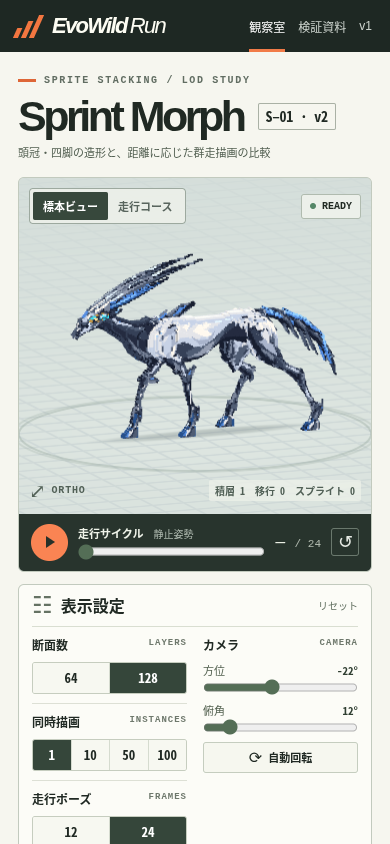 EvoWild Run
観察室 検証資料 v1
SPRITE STACKING / LOD STUDY
Sprint Morph S−01 · v2
頭冠・四脚の造形と、距離に応じた群走描画の比較
標本ビュー 走行コース READY
ORTHO 積層 1 移行 0 スプライト 0
走行サイクル 静止姿勢 — / 24
表示設定 リセット
断面数 LAYERS
64 128
同時描画 INSTANCES
1 10 50 100
走行ポーズ FRAMES
12 24
カメラ CAMERA
方位 -22°
俯角 12°
自動回転